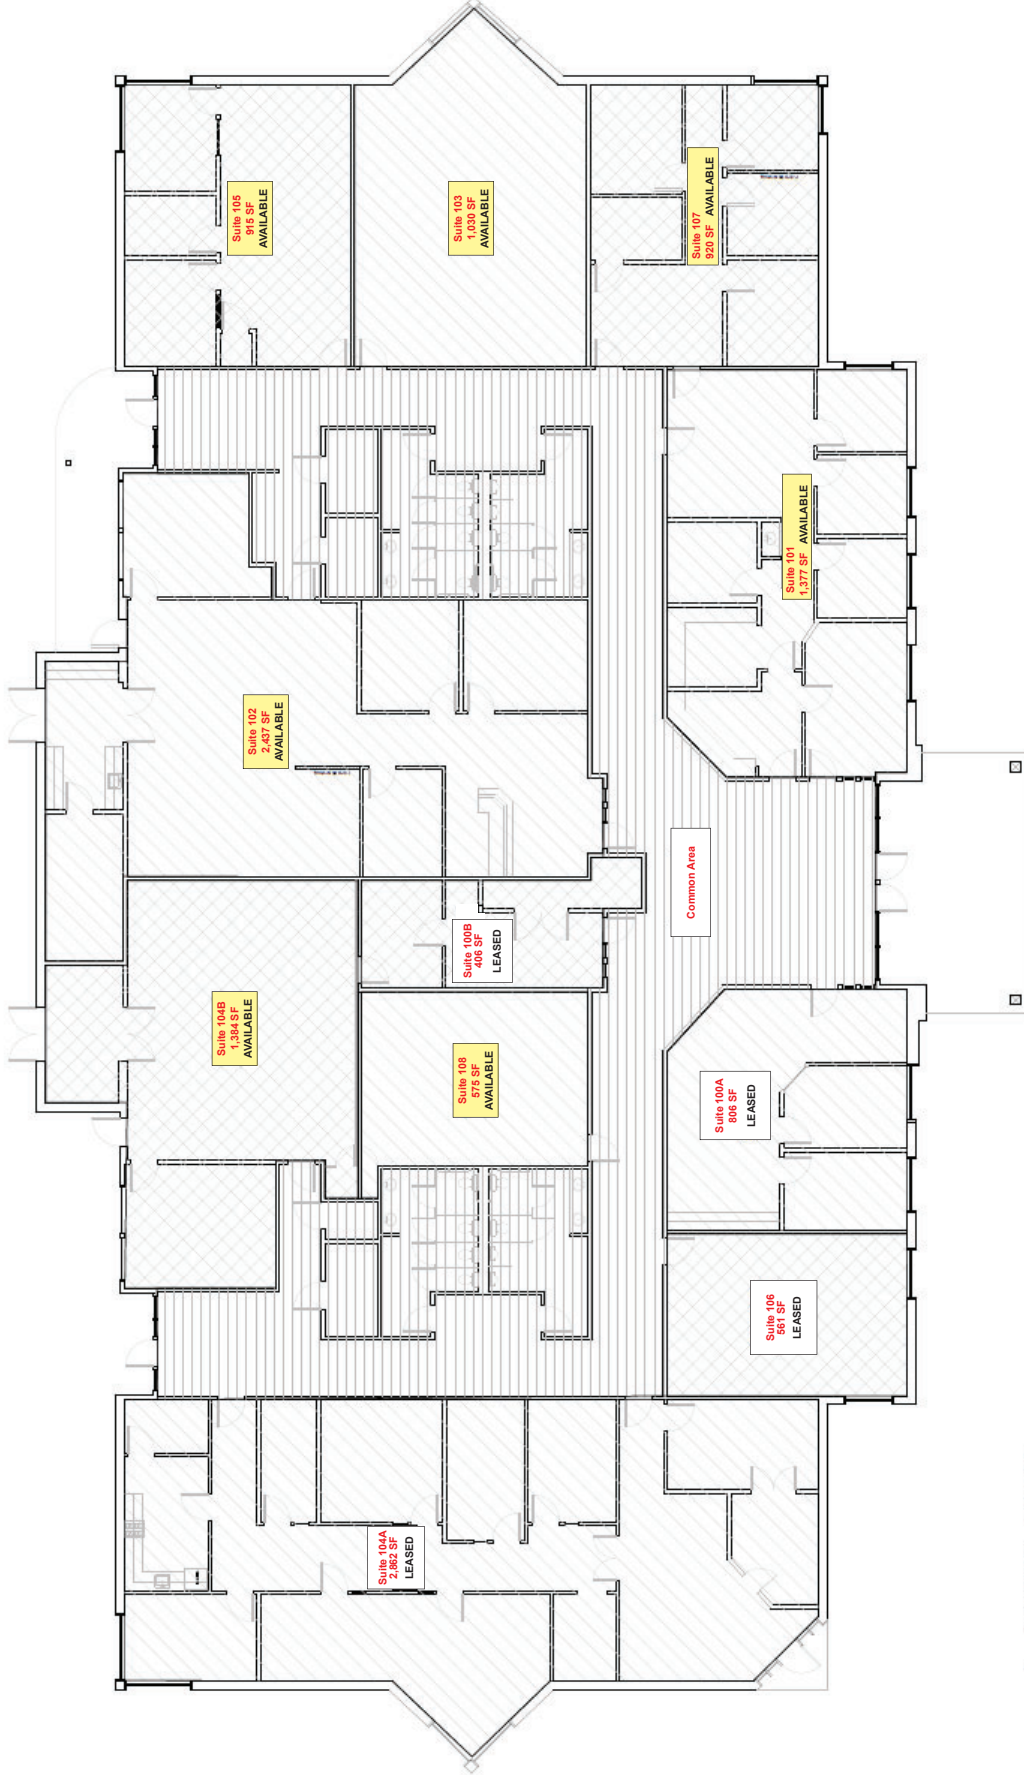 Suite 105
915 SF
AVAILABLE
Suite 103
1,030 SF
AVAILABLE
Suite 107
920 SF AVAILABLE
Suite 101
1,377 SF AVAILABLE
Suite 102
2,437 SF
AVAILABLE
Common Area
Suite 100B
406 SF
LEASED
Suite 104B
1,384 SF
AVAILABLE
Suite 108
575 SF
AVAILABLE
Suite 100A
806 SF
LEASED
Suite 106
561 SF
LEASED
Suite 104A
2,862 SF
LEASED